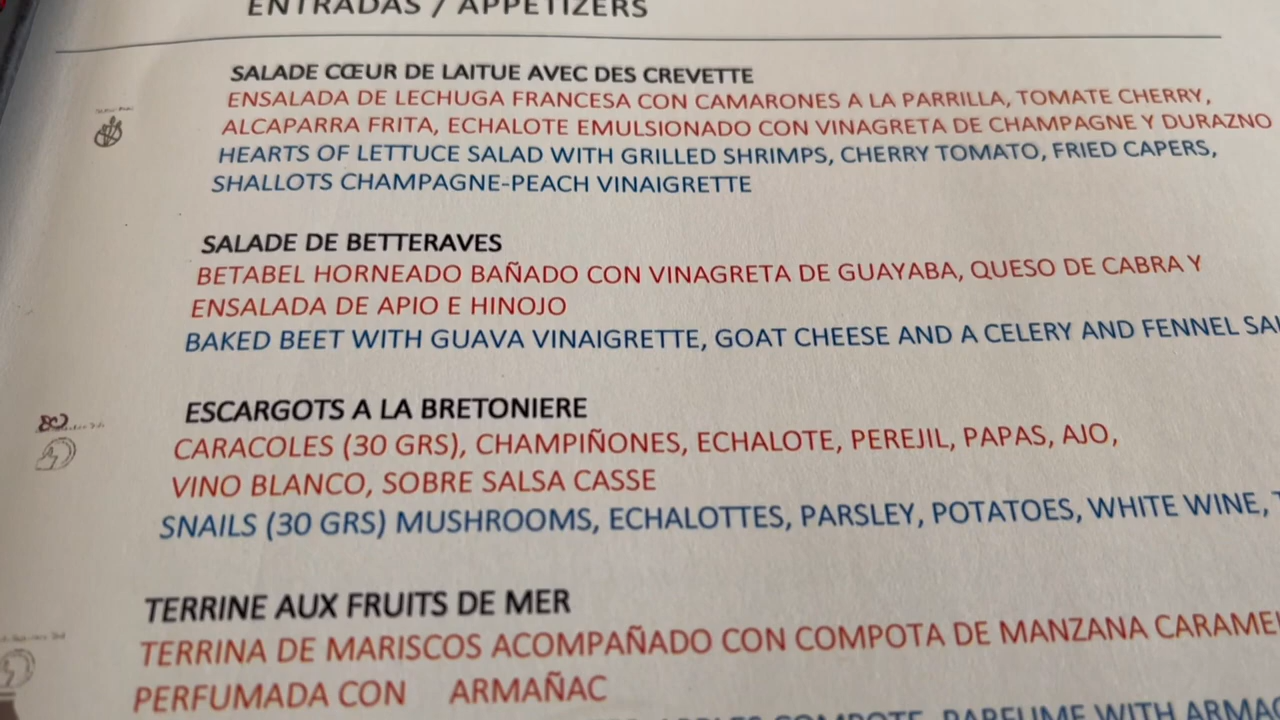 ENTRADAS / APPETIZERS
SALADE CŒUR DE LAITUE AVEC DES CREVETTE
ENSALADA DE LECHUGA FRANCESA CON CAMARONES A LA PARRILLA, TOMATE CHERRY,
ALCAPARRA FRITA, ECHALOTE EMULSIONADO CON VINAGRETA DE CHAMPAGNE Y DURAZNO
HEARTS OF LETTUCE SALAD WITH GRILLED SHRIMPS, CHERRY TOMATO, FRIED CAPERS,
SHALLOTS CHAMPAGNE-PEACH VINAIGRETTE
SALADE DE BETTERAVES
BETABEL HORNEADO BAÑADO CON VINAGRETA DE GUAYABA, QUESO DE CABRA Y
ENSALADA DE APIO E HINOJO
BAKED BEET WITH GUAVA VINAIGRETTE, GOAT CHEESE AND A CELERY AND FENNEL
ESCARGOTS A LA BRETONIERE
CARACOLES (30 GRS), CHAMPIÑONES, ECHALOTE, PEREJIL, PAPAS, AJO,
VINO BLANCO, SOBRE SALSA CASSE
SNAILS (30 GRS) MUSHROOMS, ECHALOTTES, PARSLEY, POTATOES, WHITE WINE,
TERRINE AUX FRUITS DE MER
TERRINA DE MARISCOS ACOMPAÑADO CON COMPOTA DE MANZANA CARAMEL
PERFUMADA CON ARMAÑAC
COMPOTE, PARFUME WITH ARMAG